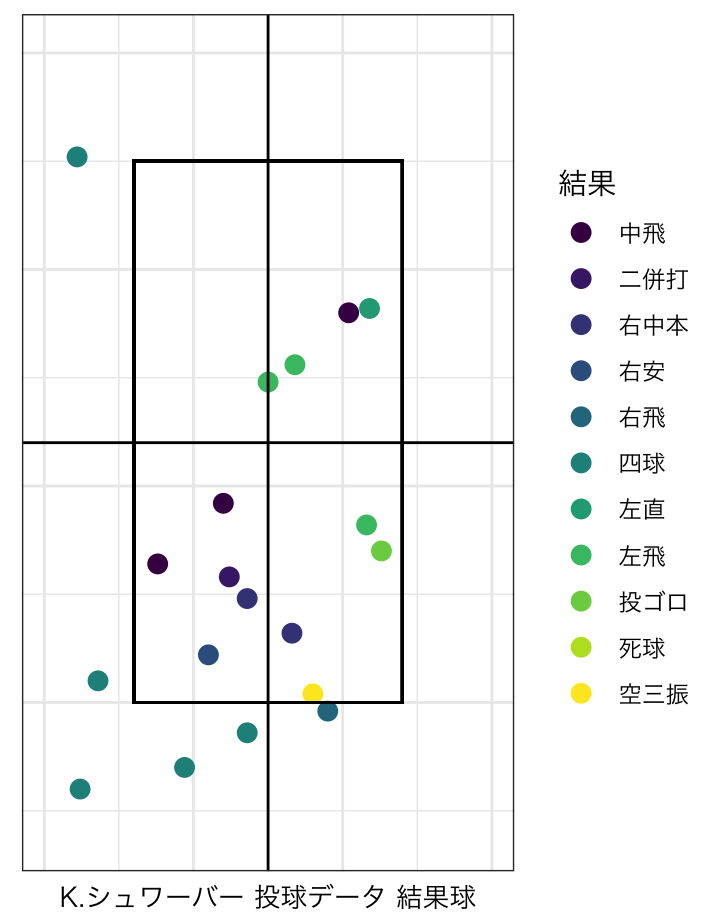 結果
中飛
二併打
右中本
右安
右飛
四球
左直
左飛
投ゴロ
死球
空三振
K.シュワーバー 投球データ 結果球